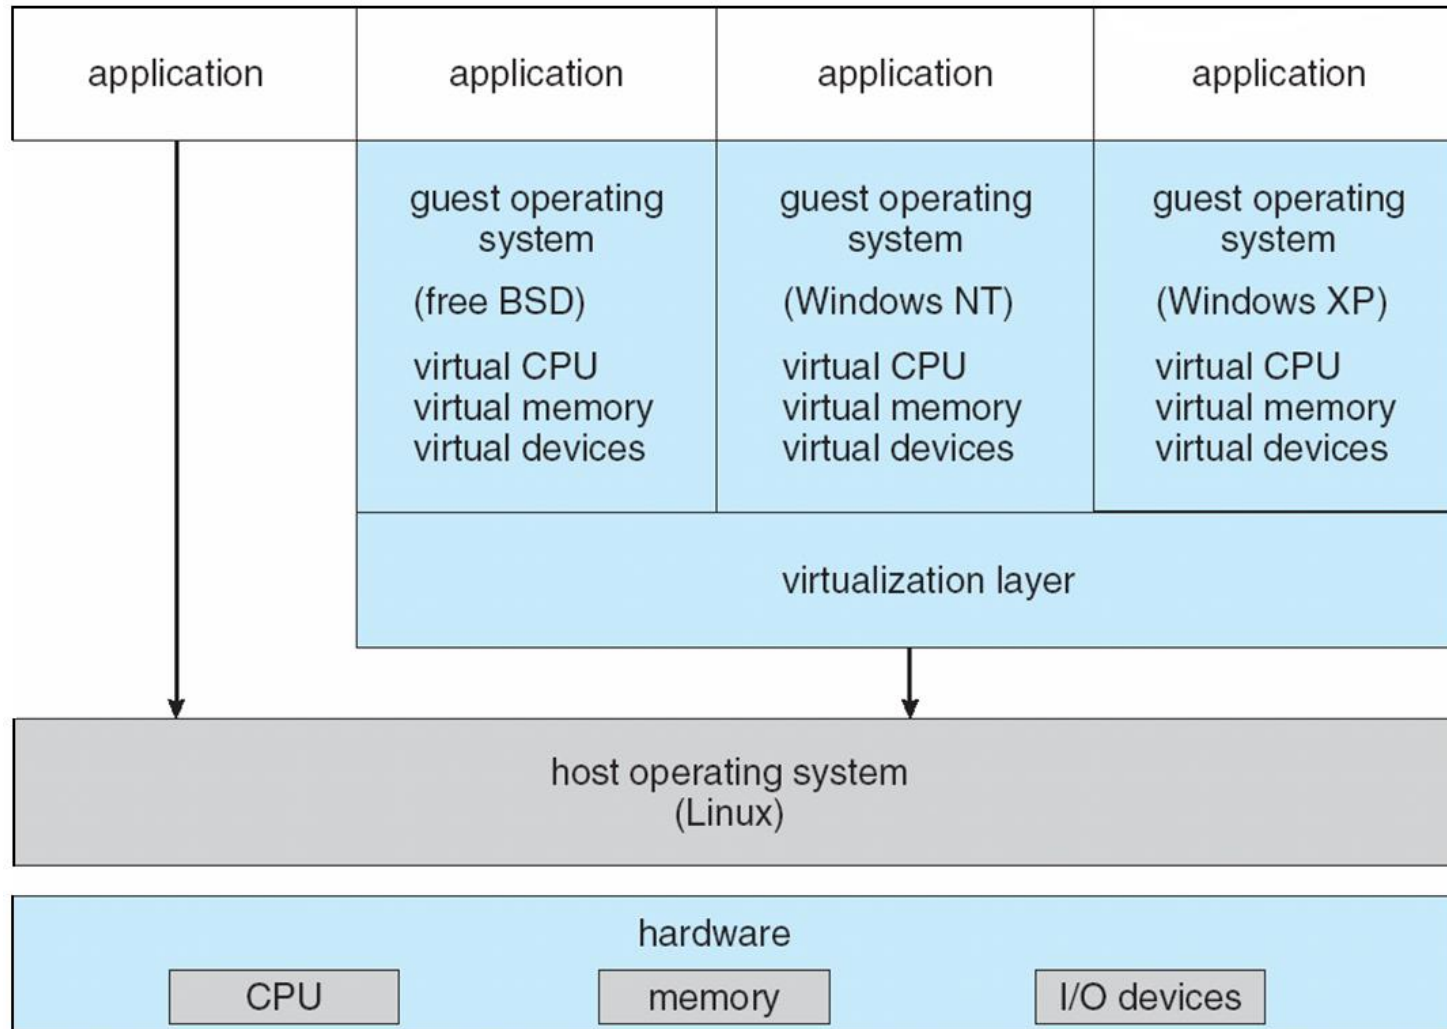 application
application
application
application
guest operating
system
(free BSD)
virtual CPU
virtual memory
virtual devices
guest operating
system
(Windows NT)
virtual CPU
virtual memory
virtual devices
guest operating
system
(Windows XP)
virtual CPU
virtual memory
virtual devices
virtualization layer
host operating system
(Linux)
hardware
CPU
memory
I/O devices